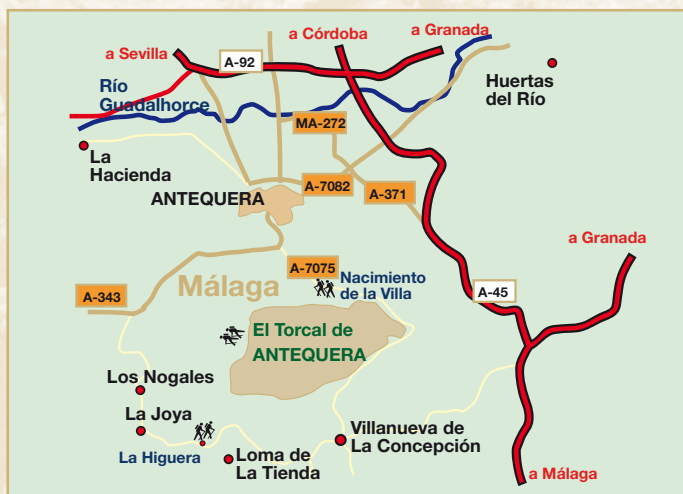 a Córdoba
a Granada
a Sevilla
A-92
Río
Guadalhorce
Huertas
del Río
MA-272
La
Hacienda
ANTEQUERA
A-7082
A-371
a Granada
A-7075
Nacimiento
de la Villa
Málaga
A-343
A-45
El Torcal de
ANTEQUERA
Los Nogales
La Joya
Villanueva de
La Concepción
La Higuera
Loma de
La Tienda
a Málaga